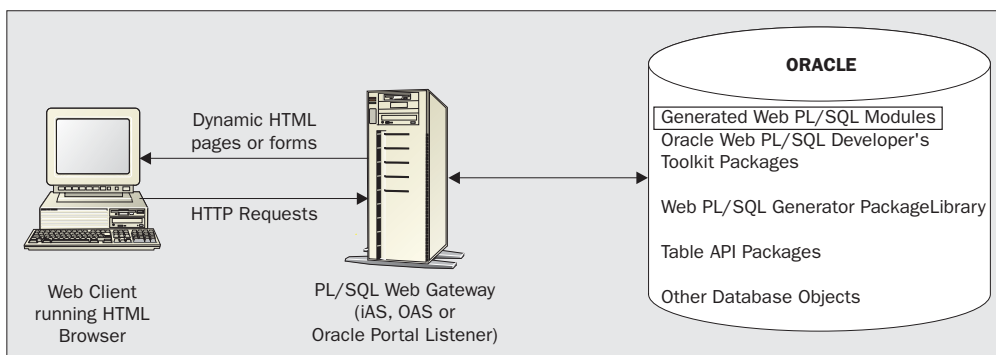 Dynamic HTML
pages or forms
HTTP Requests
Web Client
running HTML
Browser
PL/SQL Web Gateway
(iAS, OAS or
Oracle Portal Listener)
ORACLE
Generated Web PL/SQL Modules
Oracle Web PL/SQL Developer's
Toolkit Packages
Web PL/SQL Generator PackageLibrary
Table API Packages
Other Database Objects